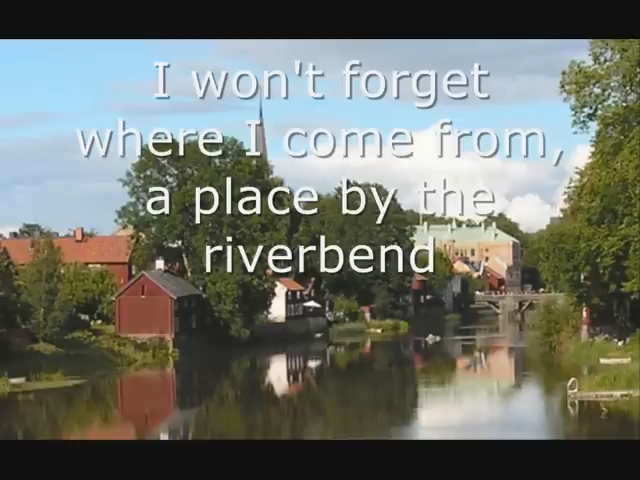 I won't forget
where I come from,
a place by the
riverbend